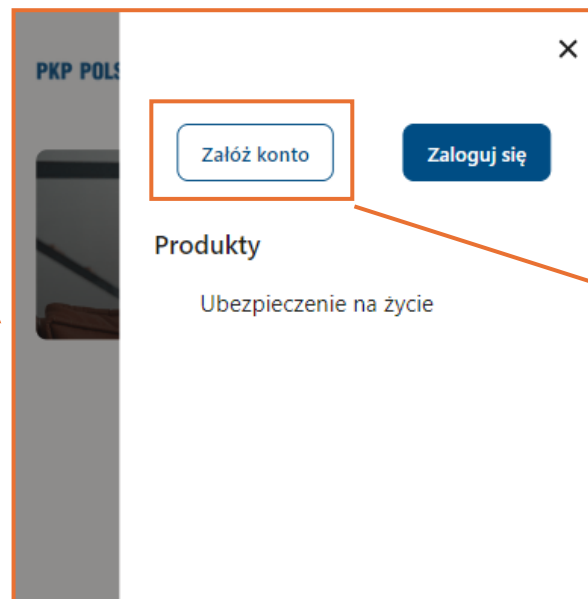 PKP POLS
Załóż konto
Zaloguj się
Produkty
Ubezpieczenie na życie